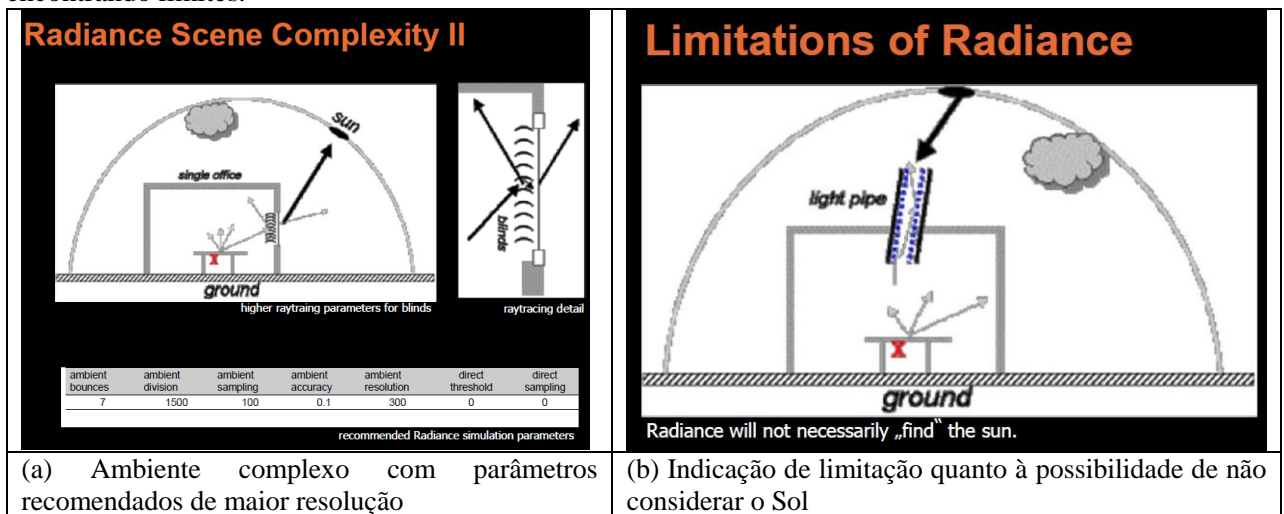 encontrando limites.
Radiance Scene Complexity II
sun
single office
blinds
ground
higher raytraing parameters for blinds
raytracing detail
ambient bounces ambient division ambient sampling ambient accuracy ambient resolution direct threshold direct sampling
7 1500 100 0.1 300 0 0
recommended Radiance simulation parameters
Limitations of Radiance
light pipe
X
ground
Radiance will not necessarily „find“ the sun.
(a) Ambiente complexo com parâmetros
recomendados de maior resolução
(b) Indicação de limitação quanto à possibilidade de não
considerar o Sol